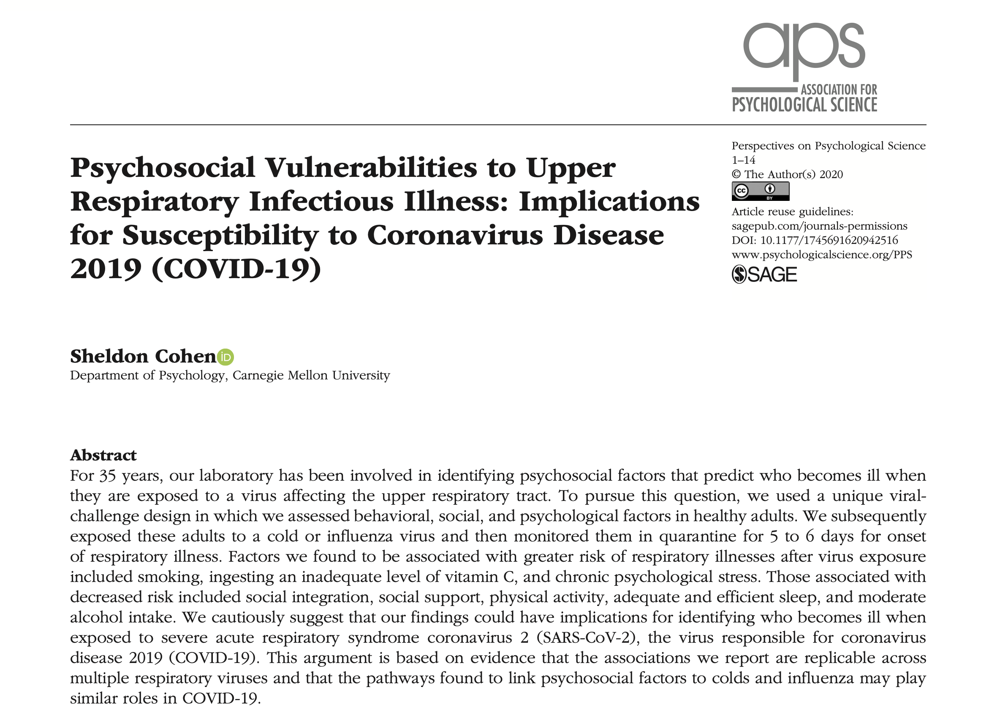 aps
ASSOCIATION FOR
PSYCHOLOGICAL SCIENCE
Psychosocial Vulnerabilities to Upper
Respiratory Infectious Illness: Implications
for Susceptibility to Coronavirus Disease
2019 (COVID-19)
Perspectives on Psychological Science
1–14
© The Author(s) 2020
cc
BY
Article reuse guidelines:
sagepub.com/journals-permissions
DOI: 10.1177/1745691620942516
www.psychologicalscience.org/PPS
SSAGE
Sheldon Cohen iD
Department of Psychology, Carnegie Mellon University
Abstract
For 35 years, our laboratory has been involved in identifying psychosocial factors that predict who becomes ill when
they are exposed to a virus affecting the upper respiratory tract. To pursue this question, we used a unique viral-
challenge design in which we assessed behavioral, social, and psychological factors in healthy adults. We subsequently
exposed these adults to a cold or influenza virus and then monitored them in quarantine for 5 to 6 days for onset
of respiratory illness. Factors we found to be associated with greater risk of respiratory illnesses after virus exposure
included smoking, ingesting an inadequate level of vitamin C, and chronic psychological stress. Those associated with
decreased risk included social integration, social support, physical activity, adequate and efficient sleep, and moderate
alcohol intake. We cautiously suggest that our findings could have implications for identifying who becomes ill when
exposed to severe acute respiratory syndrome coronavirus 2 (SARS-CoV-2), the virus responsible for coronavirus
disease 2019 (COVID-19). This argument is based on evidence that the associations we report are replicable across
multiple respiratory viruses and that the pathways found to link psychosocial factors to colds and influenza may play
similar roles in COVID-19.